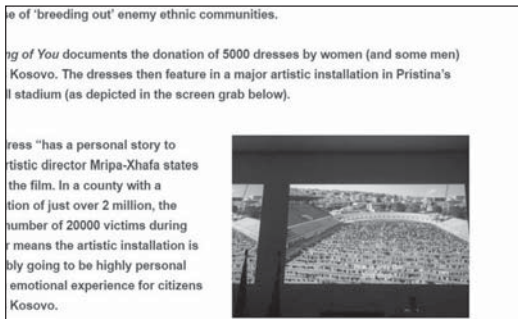 se of ‘breeding out’ enemy ethnic communities.
ng of You documents the donation of 5000 dresses by women (and some men)
Kosovo. The dresses then feature in a major artistic installation in Pristina’s
ll stadium (as depicted in the screen grab below).
ress “has a personal story to
rtistic director Mripa-Xhafa states
the film. In a county with a
tion of just over 2 million, the
number of 20000 victims during
r means the artistic installation is
bly going to be highly personal
emotional experience for citizens
Kosovo.